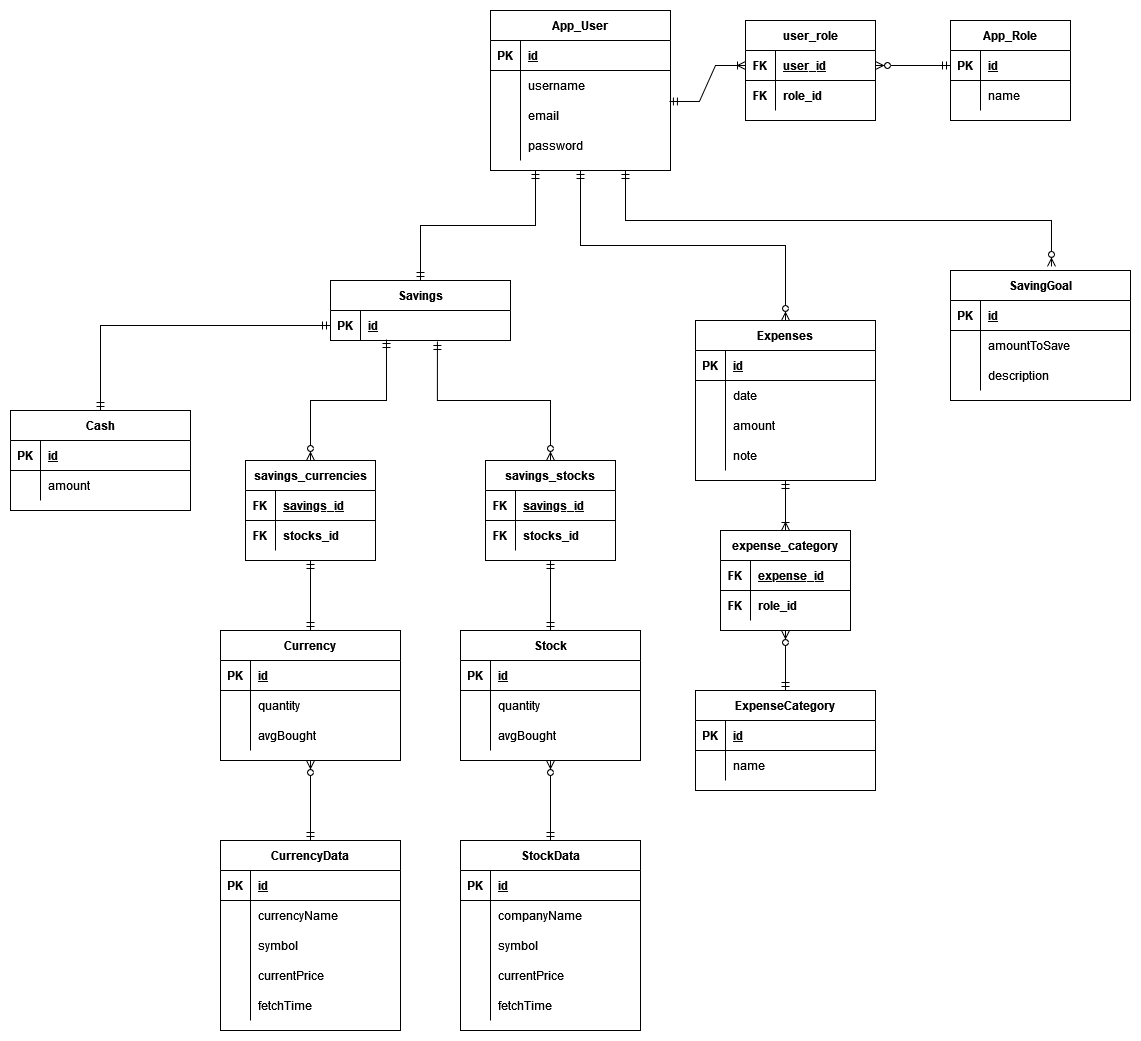 App_User
PK id
username
email
password
user_role
FK user_id
FK role_id
App_Role
PK id
name
Savings
PK id
SavingGoal
PK id
amountToSave
description
Expenses
PK id
date
amount
note
Cash
PK id
amount
savings_currencies
FK savings_id
FK stocks_id
savings_stocks
FK savings_id
FK stocks_id
expense_category
FK expense_id
FK role_id
Currency
PK id
quantity
avgBought
Stock
PK id
quantity
avgBought
ExpenseCategory
PK id
name
CurrencyData
PK id
currencyName
symbol
currentPrice
fetchTime
StockData
PK id
companyName
symbol
currentPrice
fetchTime